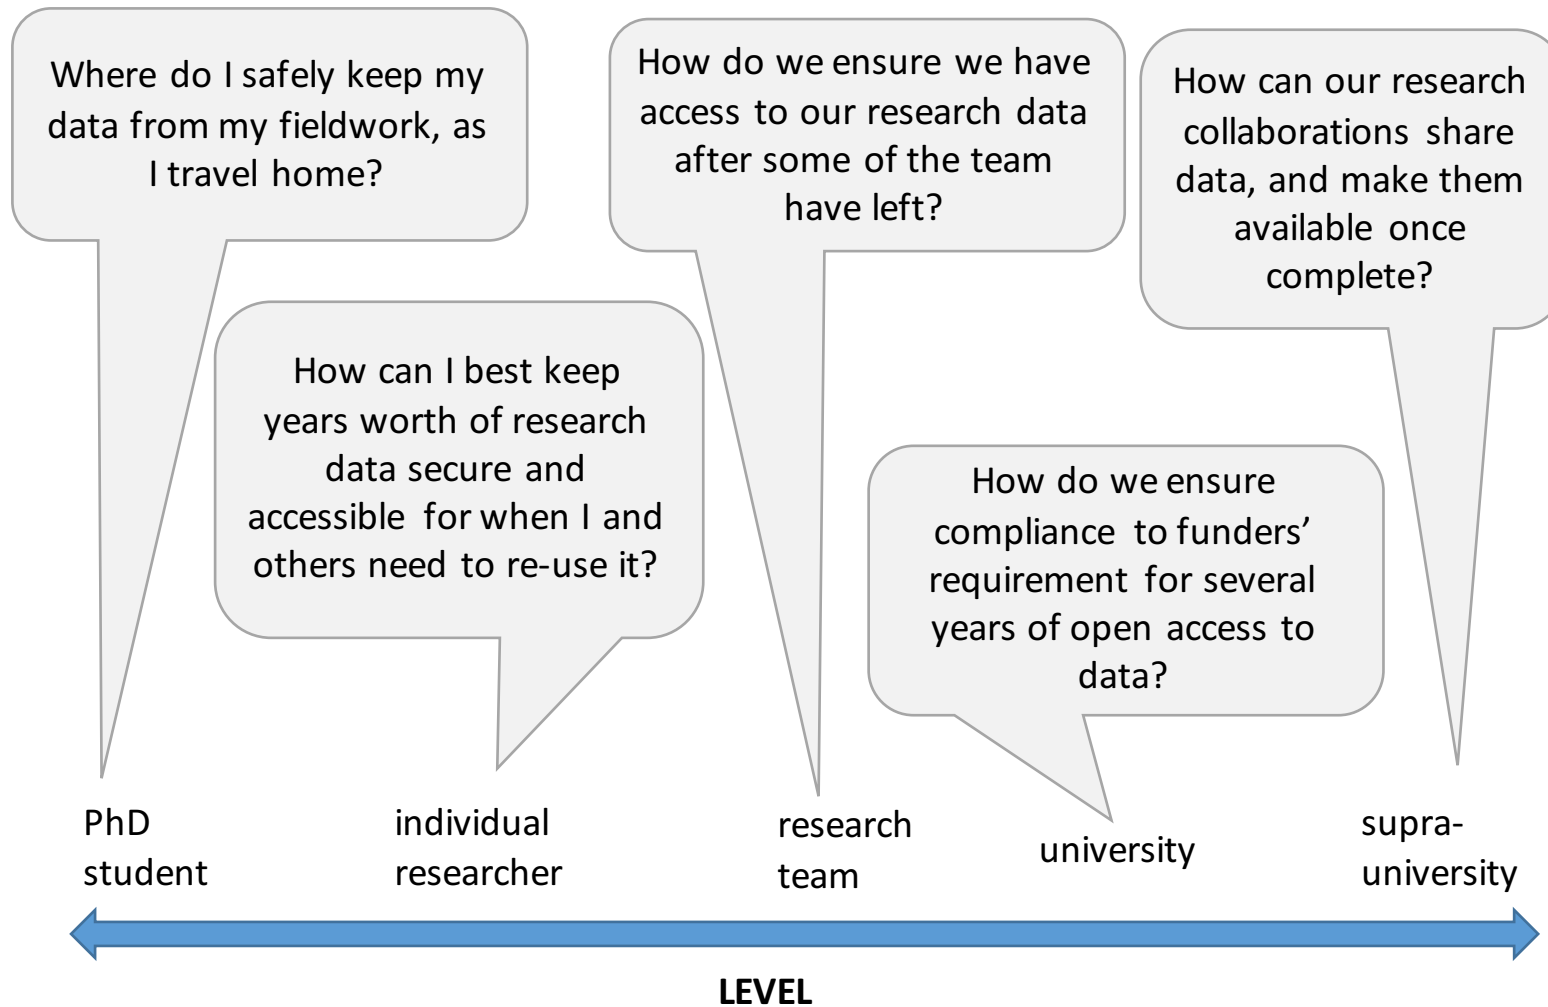 Where do I safely keep my
data from my fieldwork, as
I travel home?
How can I best keep
years worth of research
data secure and
accessible for when I and
others need to re-use it?
How do we ensure we have
access to our research data
after some of the team
have left?
How do we ensure
compliance to funders’
requirement for several
years of open access to
data?
How can our research
collaborations share
data, and make them
available once
complete?
PhD
student
individual
researcher
research
team
university
supra-
university
LEVEL